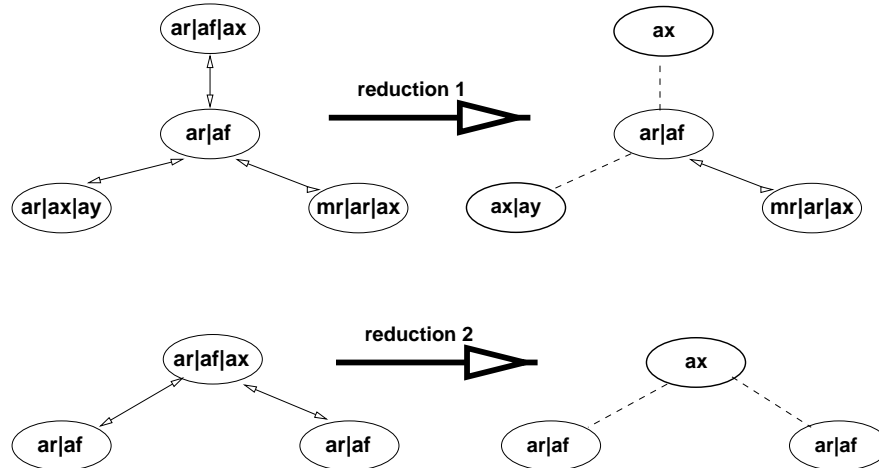 ar|af|ax
ax
reduction 1
ar|af
ar|af
ar|ax|ay
mr|ar|ax
ax|ay
mr|ar|ax
reduction 2
ar|af|ax
ax
ar|af
ar|af
ar|af
ar|af